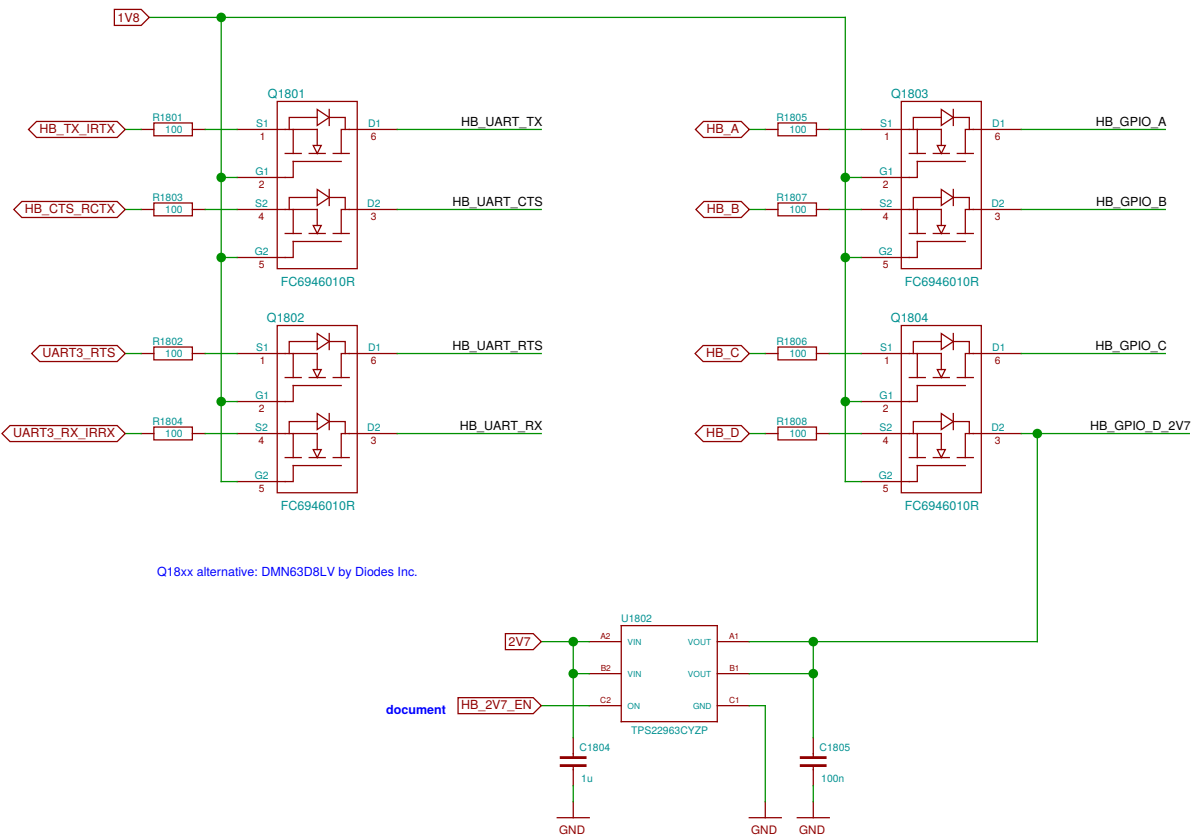 1V8
Q1801
HB_TX_IRTX
R1801
100
S1
1
D1
6
HB_UART_TX
G1
2
HB_CTS_RCTX
R1803
100
S2
4
D2
3
HB_UART_CTS
G2
5
FC6946010R
Q1802
UART3_RTS
R1802
100
S1
1
D1
6
HB_UART_RTS
G1
2
UART3_RX_IRRX
R1804
100
S2
4
D2
3
HB_UART_RX
G2
5
FC6946010R
Q1803
HB_A
R1805
100
S1
1
D1
6
HB_GPIO_A
G1
2
HB_B
R1807
100
S2
4
D2
3
HB_GPIO_B
G2
5
FC6946010R
Q1804
HB_C
R1806
100
S1
1
D1
6
HB_GPIO_C
G1
2
HB_D
R1808
100
S2
4
D2
3
HB_GPIO_D_2V7
G2
5
FC6946010R
Q18xx alternative: DMN63D8LV by Diodes Inc.
U1802
2V7
A2
VIN
VOUT
A1
B2
VIN
VOUT
B1
document
HB_2V7_EN
C2
ON
GND
C1
TPS22963CYZP
C1804
1u
C1805
100n
GND
GND
GND